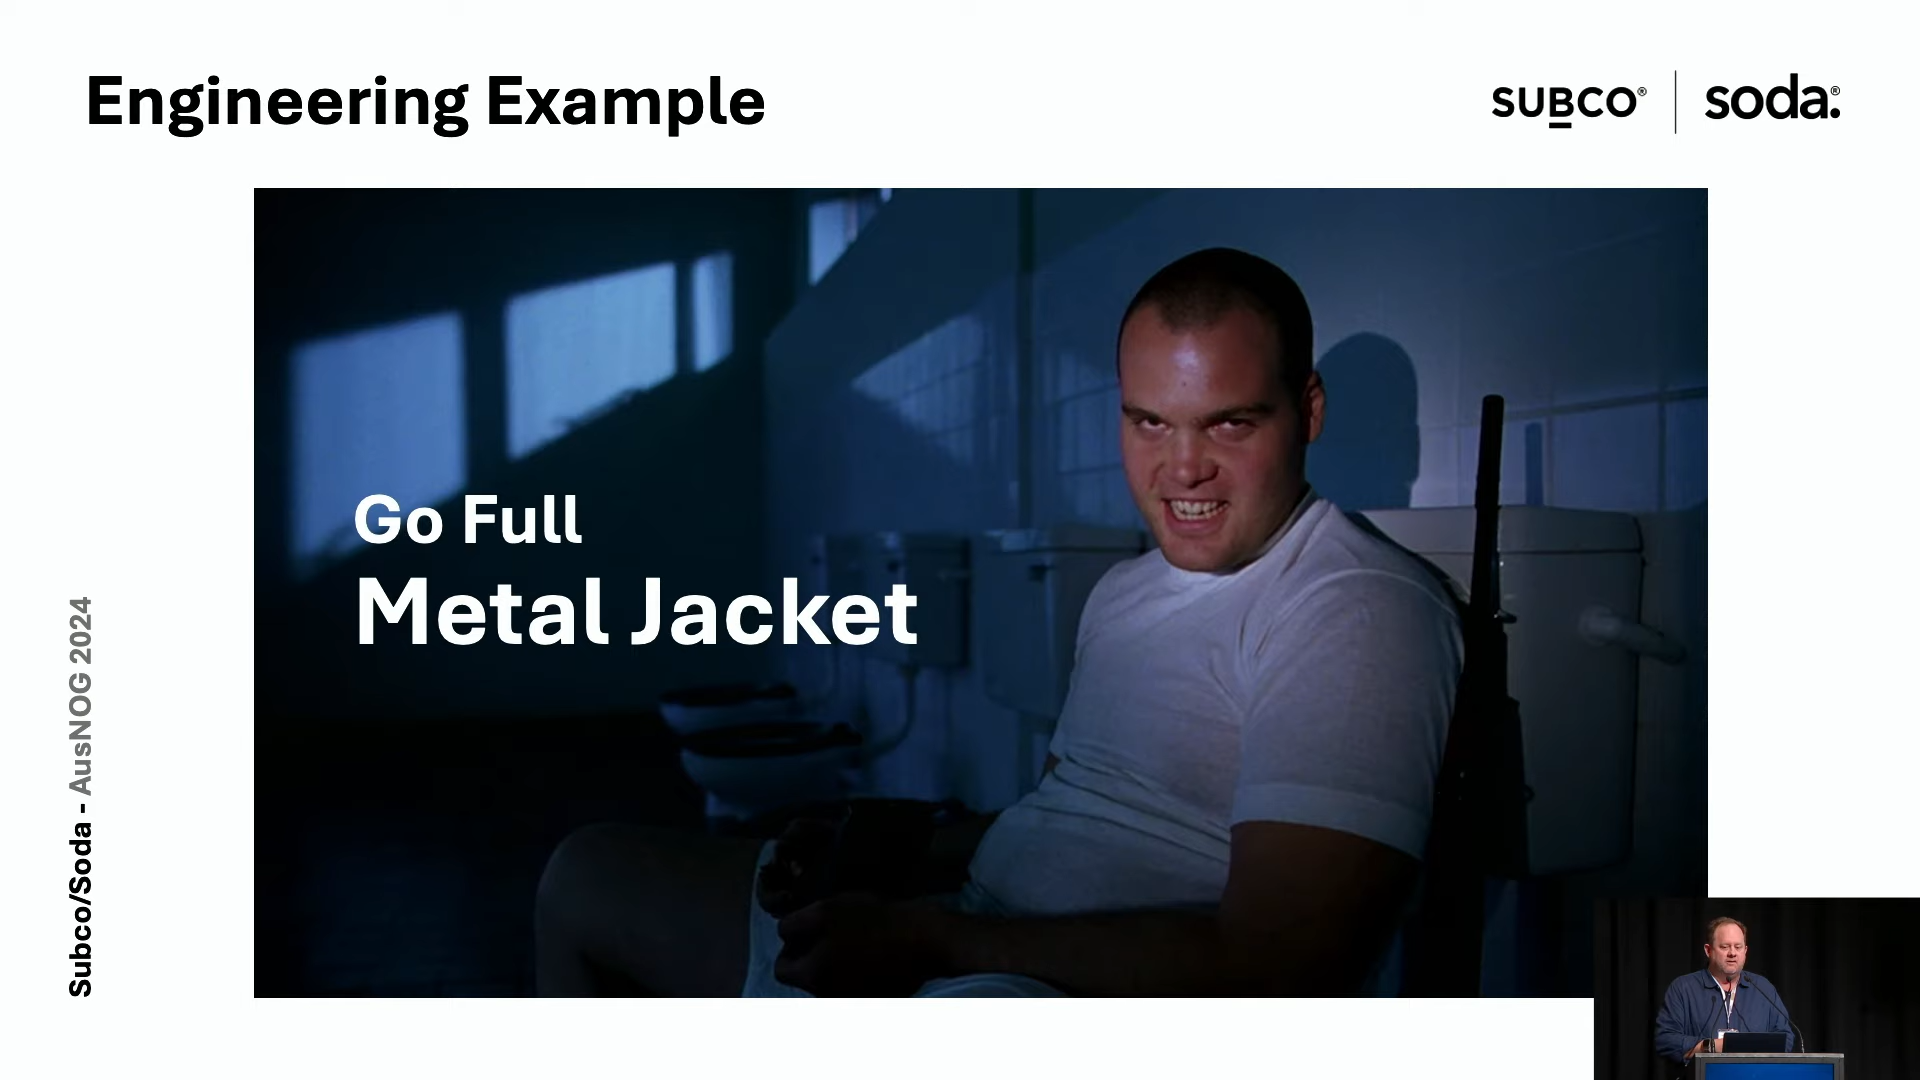 Engineering Example
SUBCO® | soda:®
Go Full
Metal Jacket
Subco/Soda - AusNOG 2024